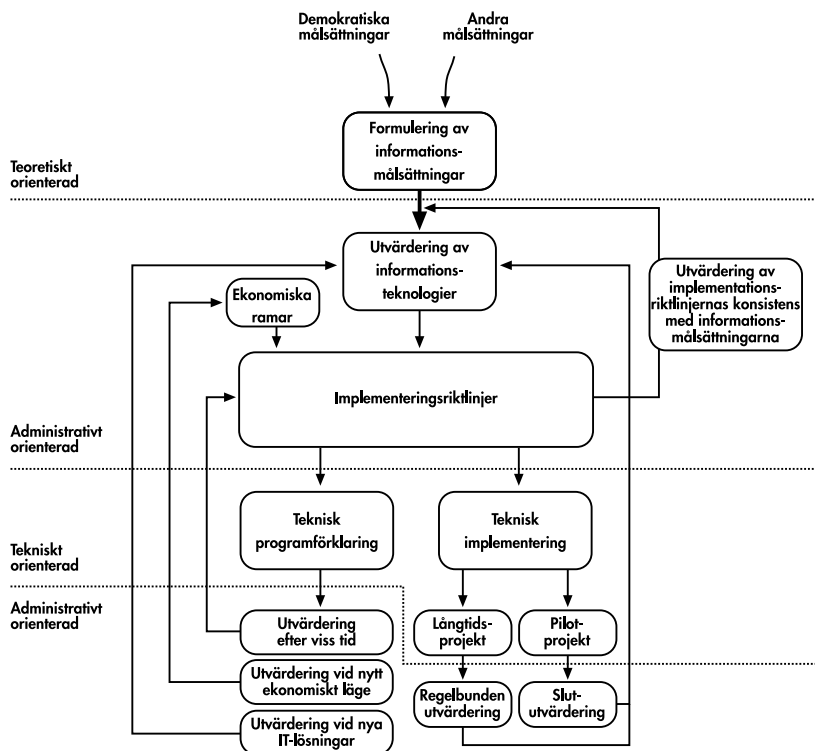 Demokratiska
målsättningar
Andra
målsättningar
Formulering av
informations-
målsättningar
Teoretiskt
orienterad
Utvärdering av
informations-
teknologier
Utvärdering av
implementations-
riktlinjernas konsistens
med informations-
målsättningarna
Ekonomiska
ramar
Implementeringsriktlinjer
Administrativt
orienterad
Teknisk
programförklaring
Teknisk
implementering
Tekniskt
orienterad
Administrativt
orienterad
Utvärdering
efter viss tid
Långtids-
projekt
Pilot-
projekt
Utvärdering vid nytt
ekonomiskt läge
Regelbunden
utvärdering
Slut-
utvärdering
Utvärdering vid nya
IT-lösningar